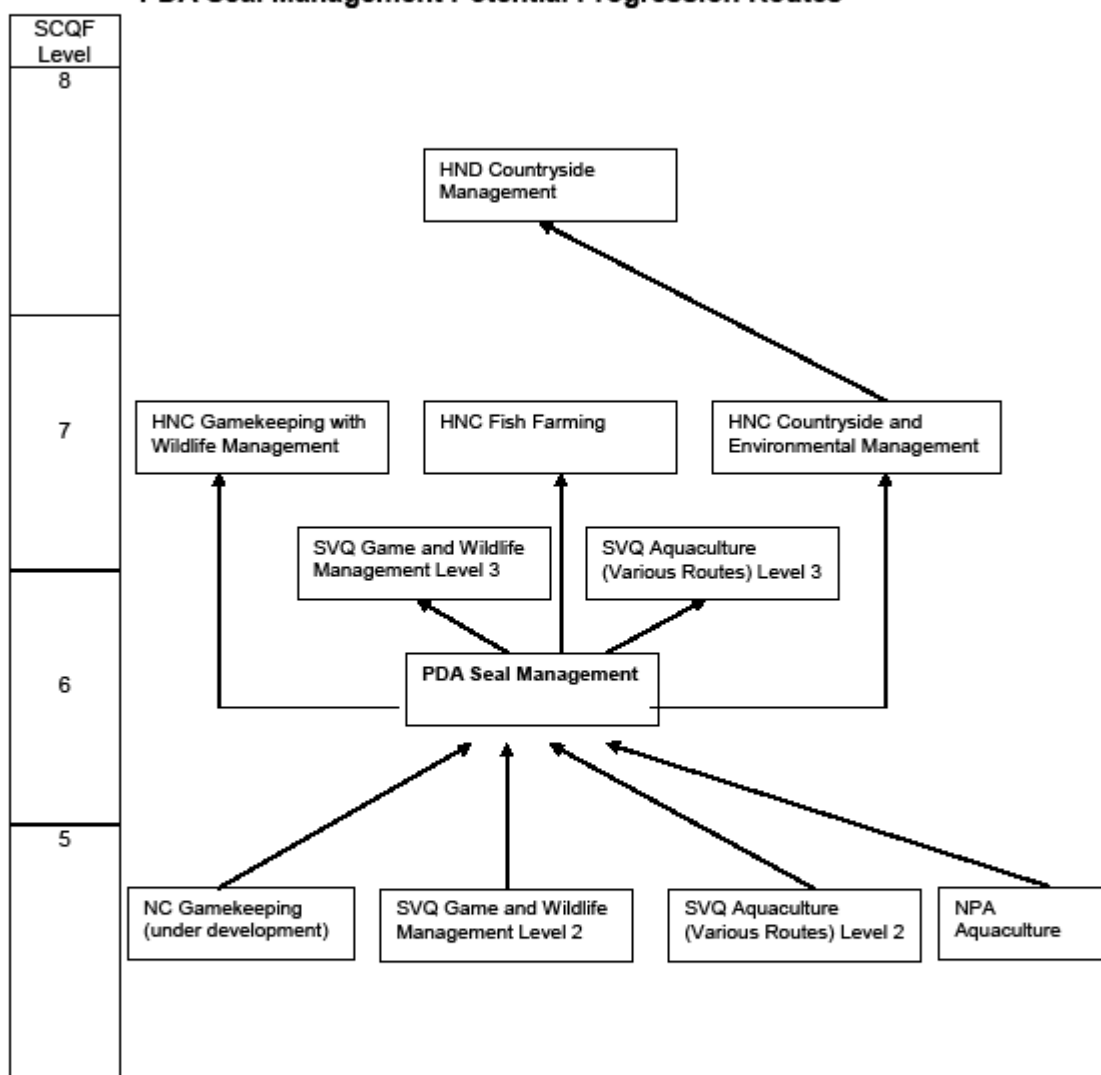 PDA Seal Management Potential Progression Routes
SCQF
Level
8
HND Countryside
Management
7
HNC Gamekeeping with
Wildlife Management
HNC Fish Farming
HNC Countryside and
Environmental Management
SVQ Game and Wildlife
Management Level 3
SVQ Aquaculture
(Various Routes) Level 3
6
PDA Seal Management
5
NC Gamekeeping
(under development)
SVQ Game and Wildlife
Management Level 2
SVQ Aquaculture
(Various Routes) Level 2
NPA
Aquaculture